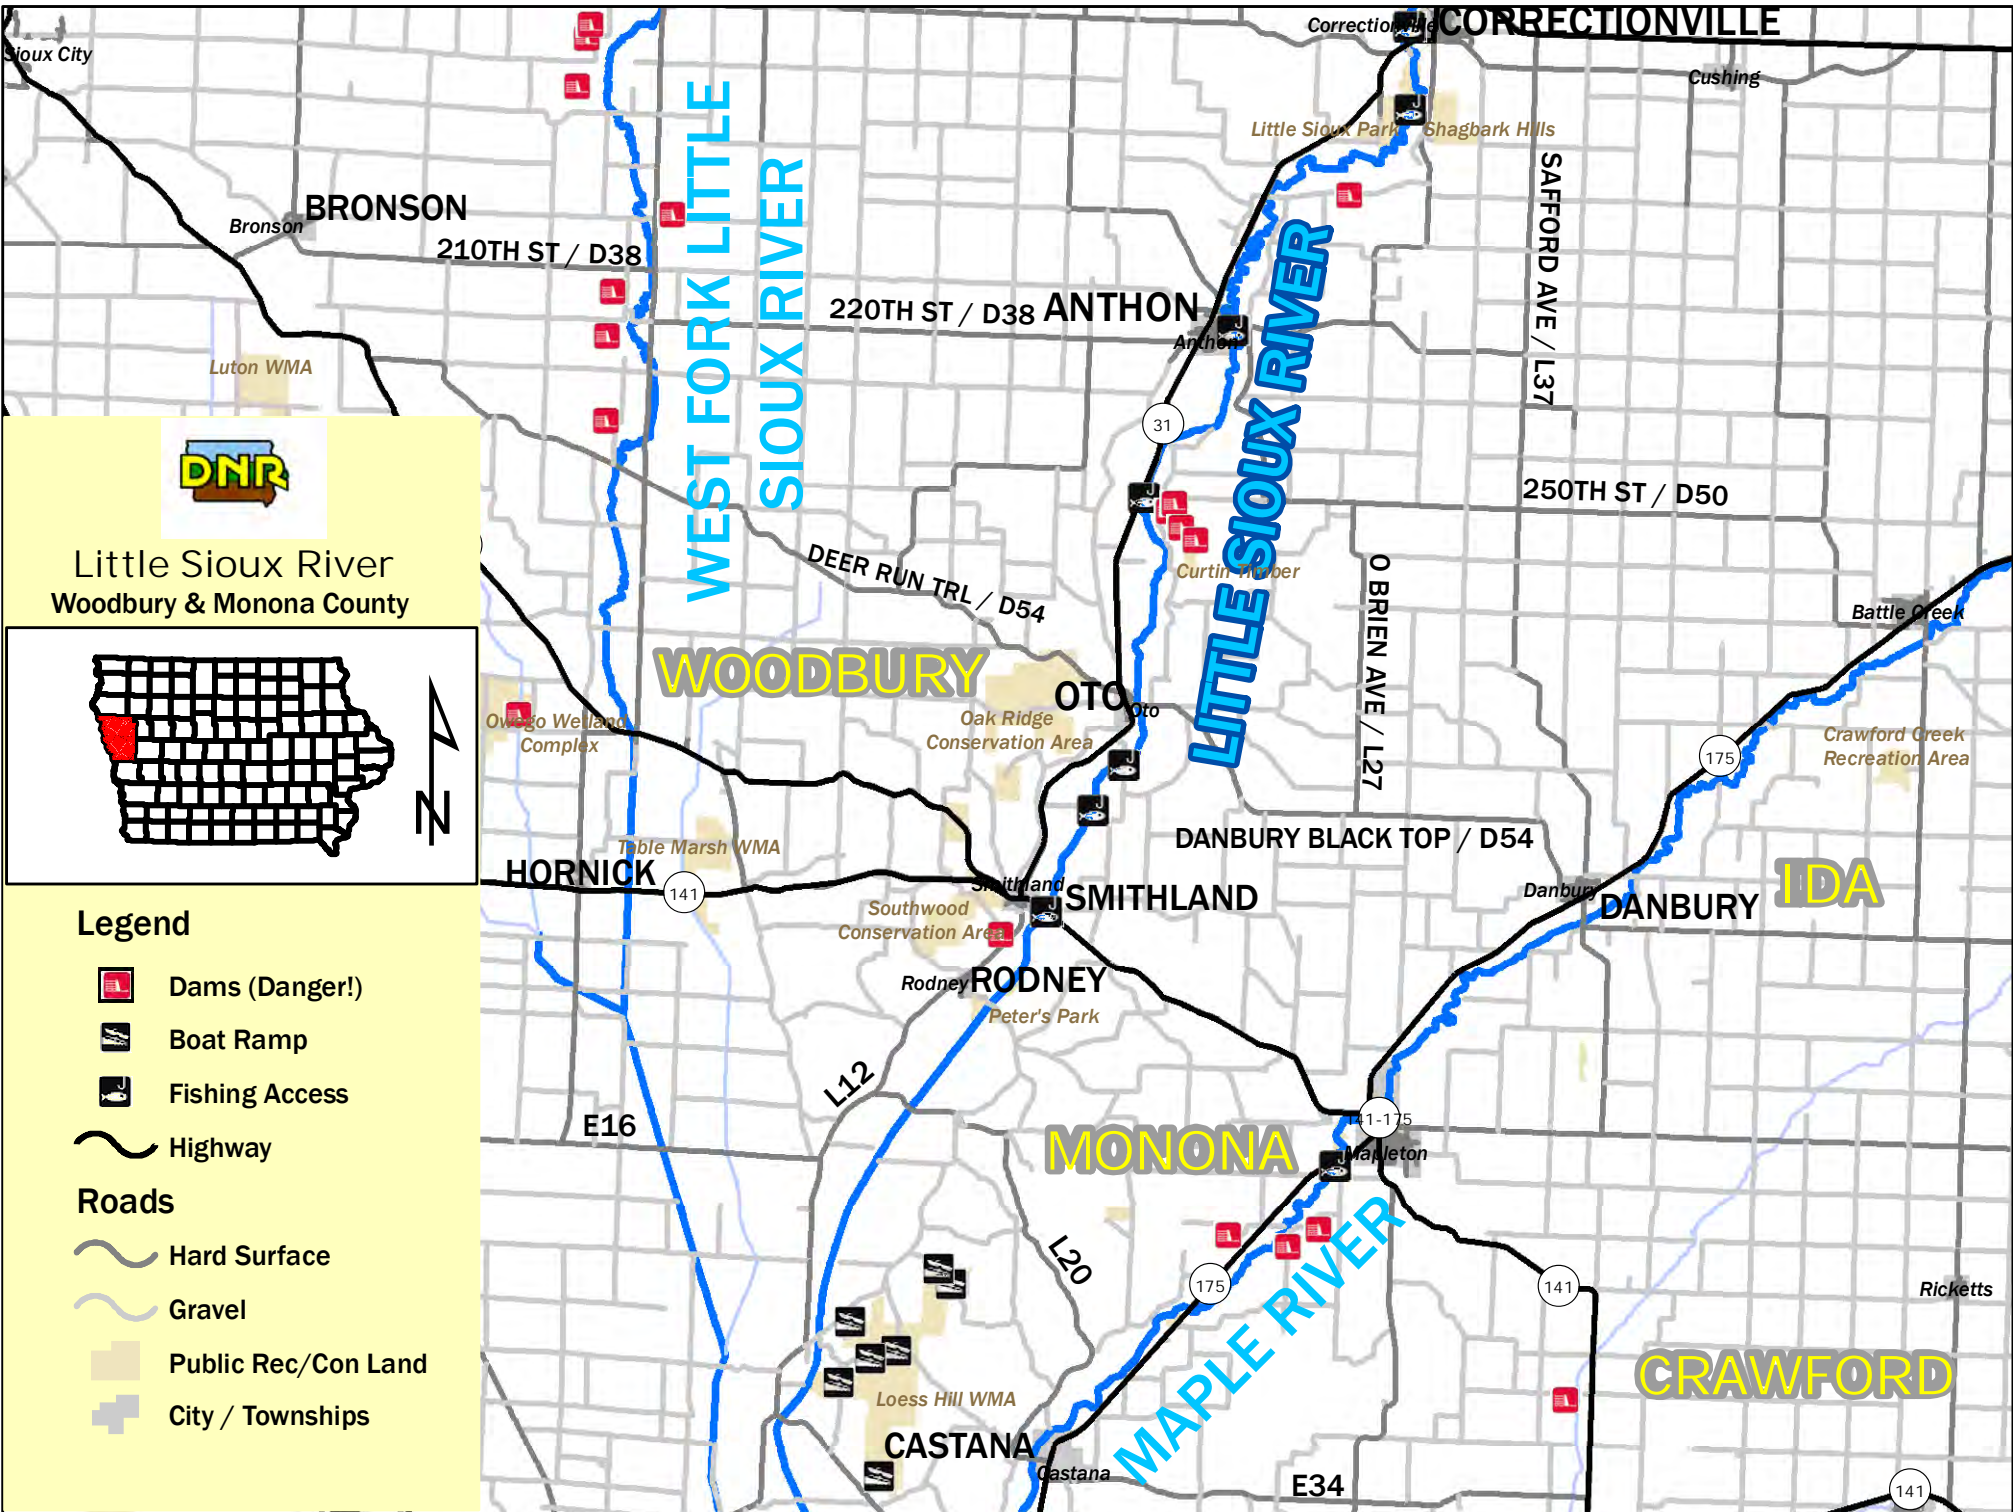 Correctionville
CORRECTIONVILLE
Sioux City
Cushing
Little Sioux Park
Shagbark Hills
SAFFORD AVE / L37
WEST FORK LITTLE
SIOUX RIVER
BRONSON
Bronson
210TH ST / D38
220TH ST / D38
ANTHON
Anthon
LITTLE SIOUX RIVER
Luton WMA
31
250TH ST / D50
DNR
Little Sioux River
Woodbury & Monona County
N
DEER RUN TRL / D54
Curtin Timber
O BRIEN AVE / L27
Battle Creek
WOODBURY
OTO
Oto
Owego Wetland
Complex
Oak Ridge
Conservation Area
Crawford Creek
Recreation Area
175
Table Marsh WMA
DANBURY BLACK TOP / D54
HORNICK
141
Smithland
SMITHLAND
Southwood
Conservation Area
Danbury
DANBURY
IDA
Rodney
RODNEY
Peter's Park
Legend
Dams (Danger!)
Boat Ramp
Fishing Access
Highway
Roads
Hard Surface
Gravel
Public Rec/Con Land
City / Townships
L12
E16
MONONA
141-175
Mapleton
L20
175
MAPLE RIVER
141
Ricketts
CRAWFORD
Loess Hill WMA
CASTANA
Castana
E34
141